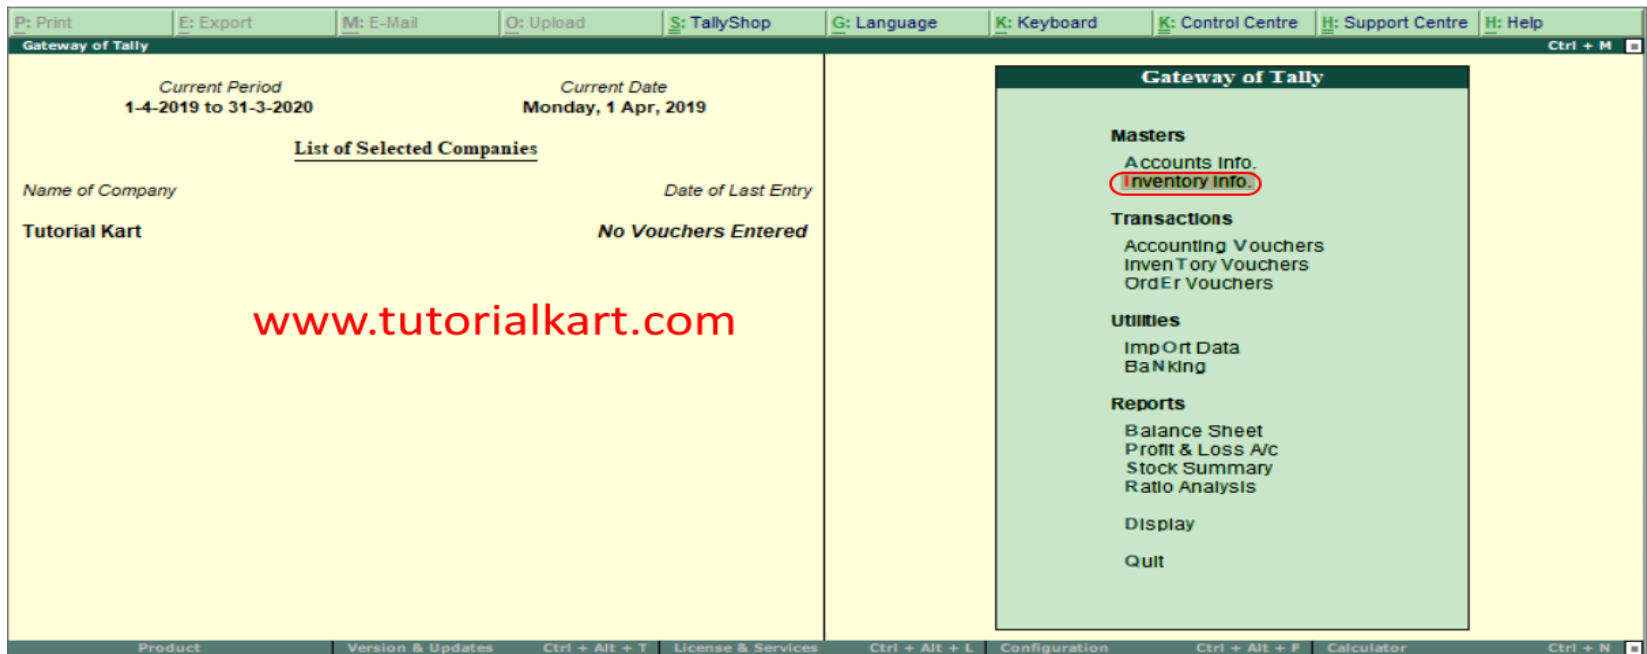 P: Print E: Export M: E-Mail O: Upload S: TallyShop G: Language K: Keyboard K: Control Centre H: Support Centre H: Help
Gateway of Tally Ctrl + M
Current Period Current Date
1-4-2019 to 31-3-2020 Monday, 1 Apr, 2019
List of Selected Companies
Name of Company Date of Last Entry
Tutorial Kart No Vouchers Entered
www.tutorialkart.com
Gateway of Tally
Masters
Accounts Info.
Inventory Info.
Transactions
Accounting Vouchers
InvenTory Vouchers
OrdEr Vouchers
Utilities
ImpOrt Data
BaNking
Reports
Balance Sheet
Profit & Loss A/c
Stock Summary
Ratio Analysis
Display
Quit
Product Version & Updates Ctrl + Alt + T License & Services Ctrl + Alt + L Configuration Ctrl + Alt + F Calculator Ctrl + N